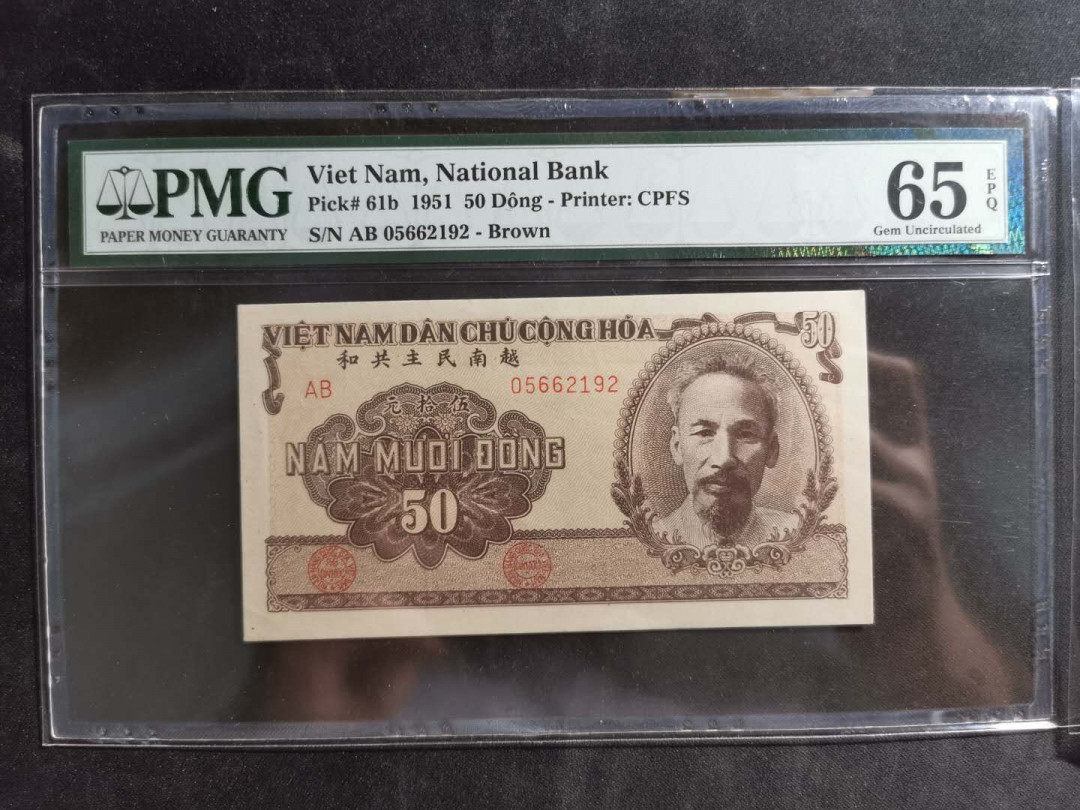 PMG
PAPER MONEY GUARANTY
Viet Nam, National Bank
Pick# 61b 1951 50 Dông - Printer: CPFS
S/N AB 05662192 - Brown
65
EPQ
Gem Uncirculated
VIỆT NAM DÂN CHỦ CỘNG HÒA
50
和共主民南越
AB
05662192
元拾伍
NĂM MƯƠI ĐỒNG
50